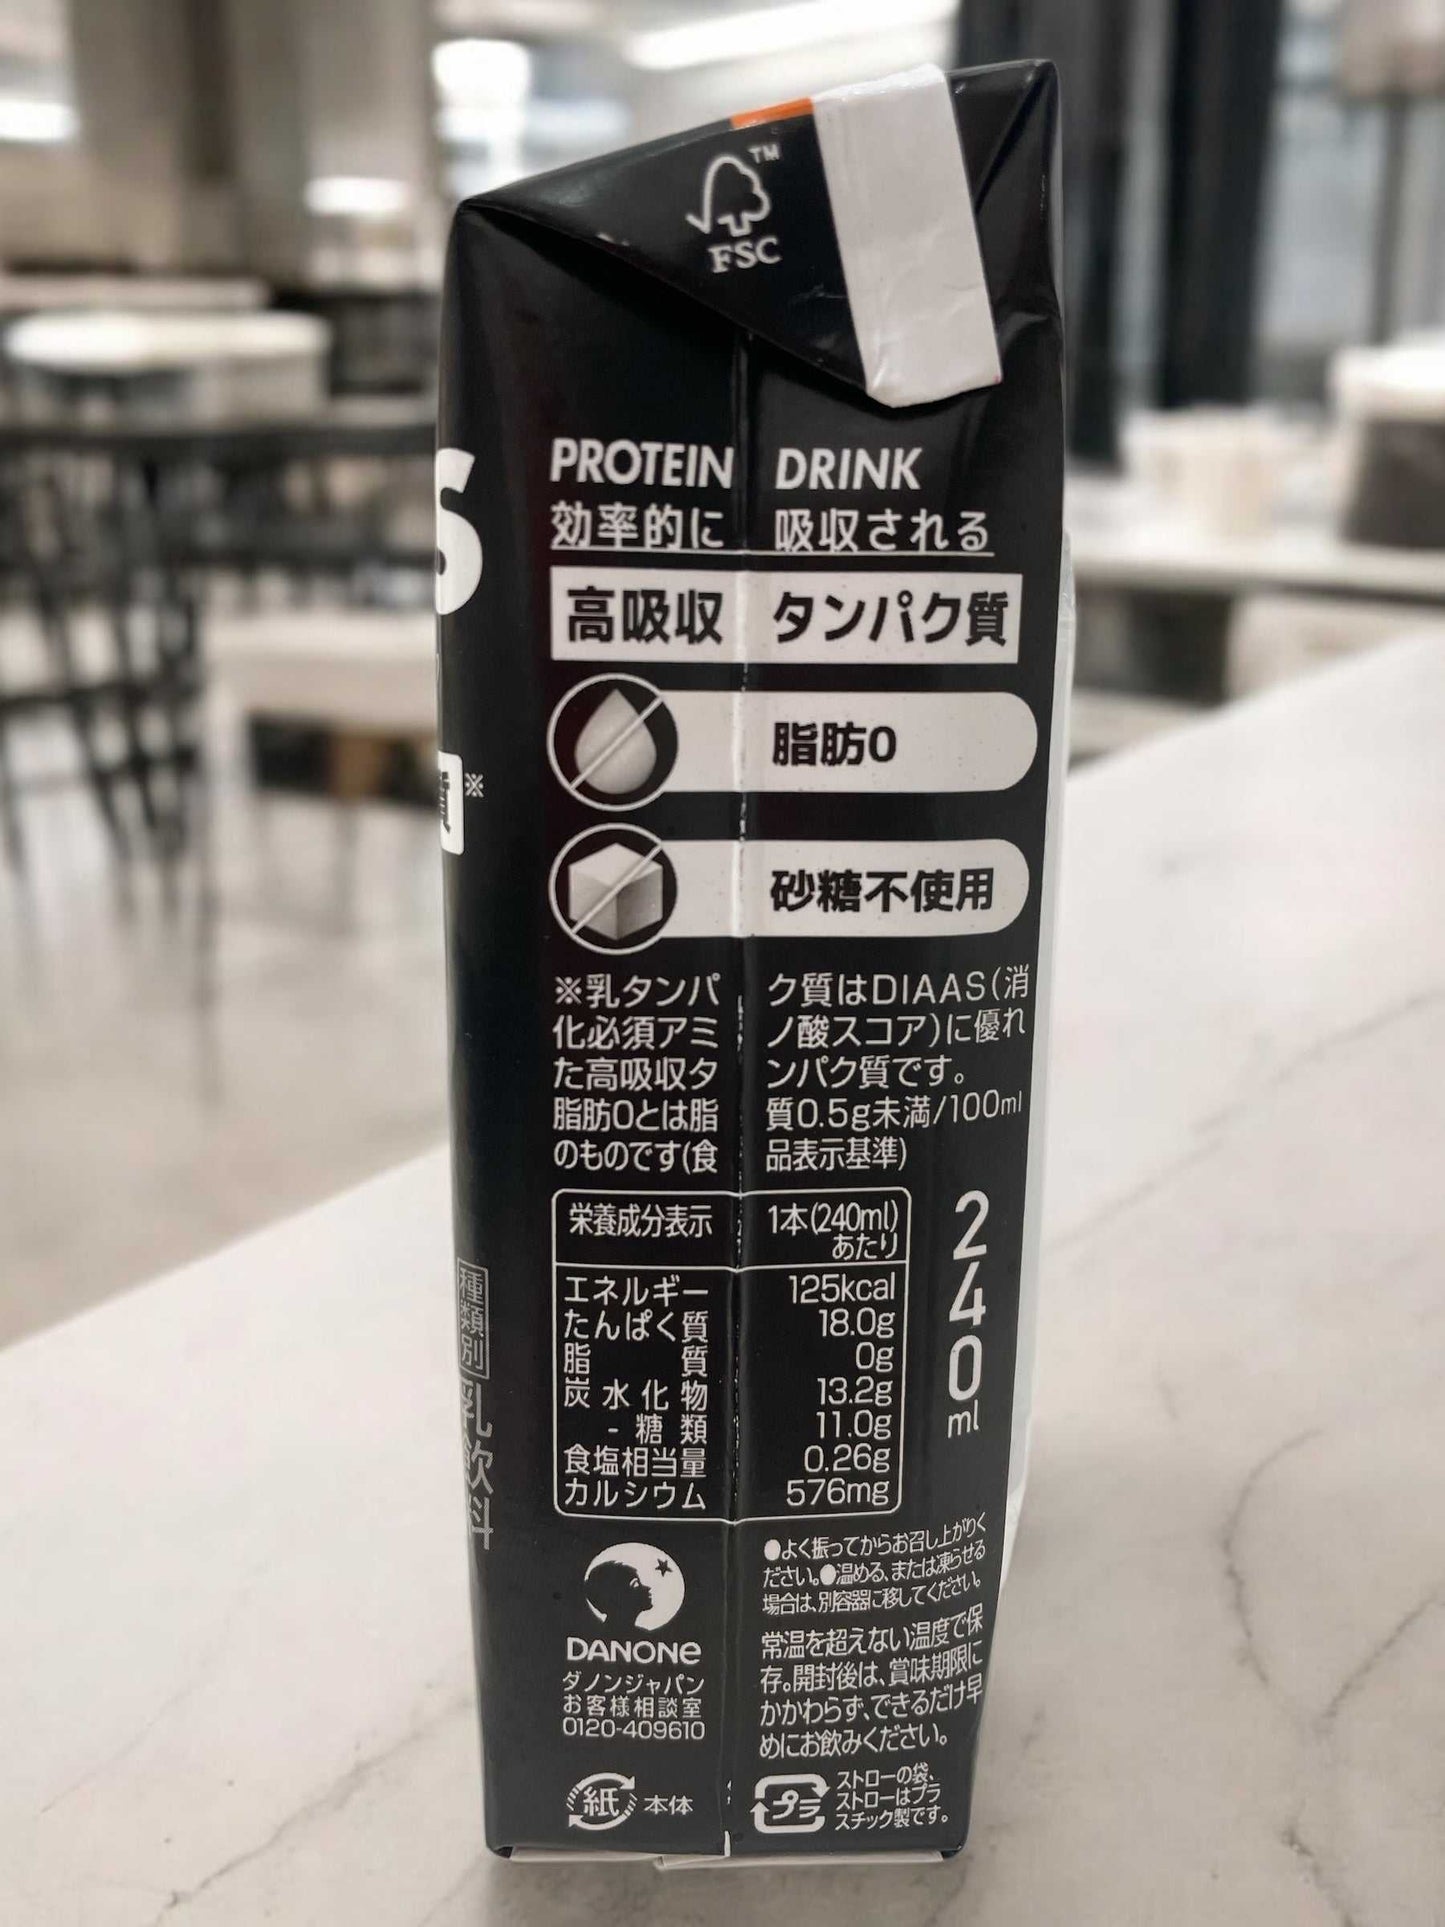 TM
FSC
PROTEIN DRINK
効率的に吸収される
高吸収タンパク質
脂肪0
砂糖不使用
※
※乳タンパク質はDIAAS(消
化必須アミノ酸スコア)に優れ
た高吸収タンパク質です。
脂肪0とは脂質0.5g未満/100ml
のものです(食品表示基準)
栄養成分表示 1本(240ml)
あたり
エネルギー 125kcal
たんぱく質 18.0g
脂質 0g
炭水化物 13.2g
-糖類 11.0g
食塩相当量 0.26g
カルシウム 576mg
240ml
種類別 乳飲料
DANONE
ダノンジャパン
お客様相談室
0120-409610
紙 本体
●よく振ってからお召し上がりく
ださい。●温める、または凍らせる
場合は、別容器に移してください。
常温を超えない温度で保
存。開封後は、賞味期限に
かかわらず、できるだけ早
めにお飲みください。
プラ
ストローの袋、
ストローはプラ
スチック製です。